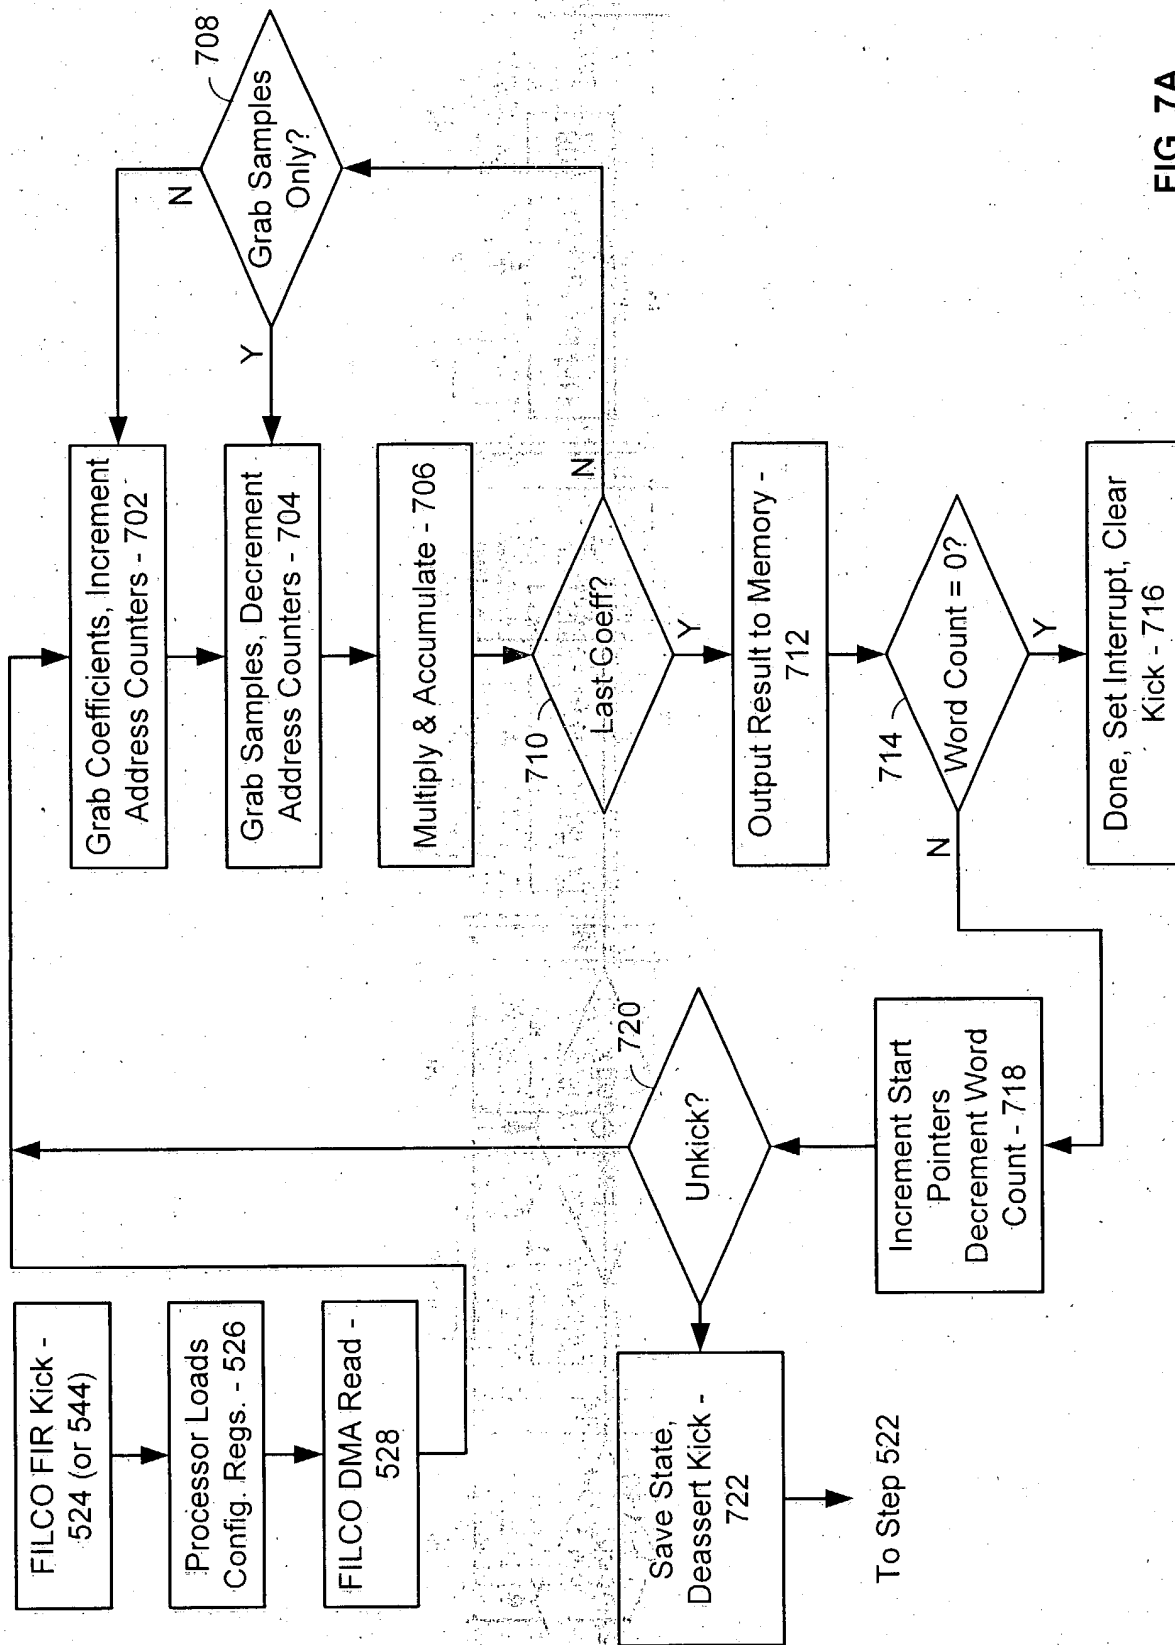 FILCO FIR Kick -
524 (or 544)
Processor Loads
Config. Regs. - 526
FILCO DMA Read -
528
Grab Coefficients, Increment
Address Counters - 702
Grab Samples, Decrement
Address Counters - 704
Multiply & Accumulate - 706
708
Grab Samples
Only?
N
Y
710
Last Coeff?
N
Y
Output Result to Memory -
712
714
Word Count = 0?
N
Y
Done, Set Interrupt, Clear
Kick - 716
Increment Start
Pointers
Decrement Word
Count - 718
720
Unkick?
Save State,
Deassert Kick -
722
To Step 522
FIG. 7A